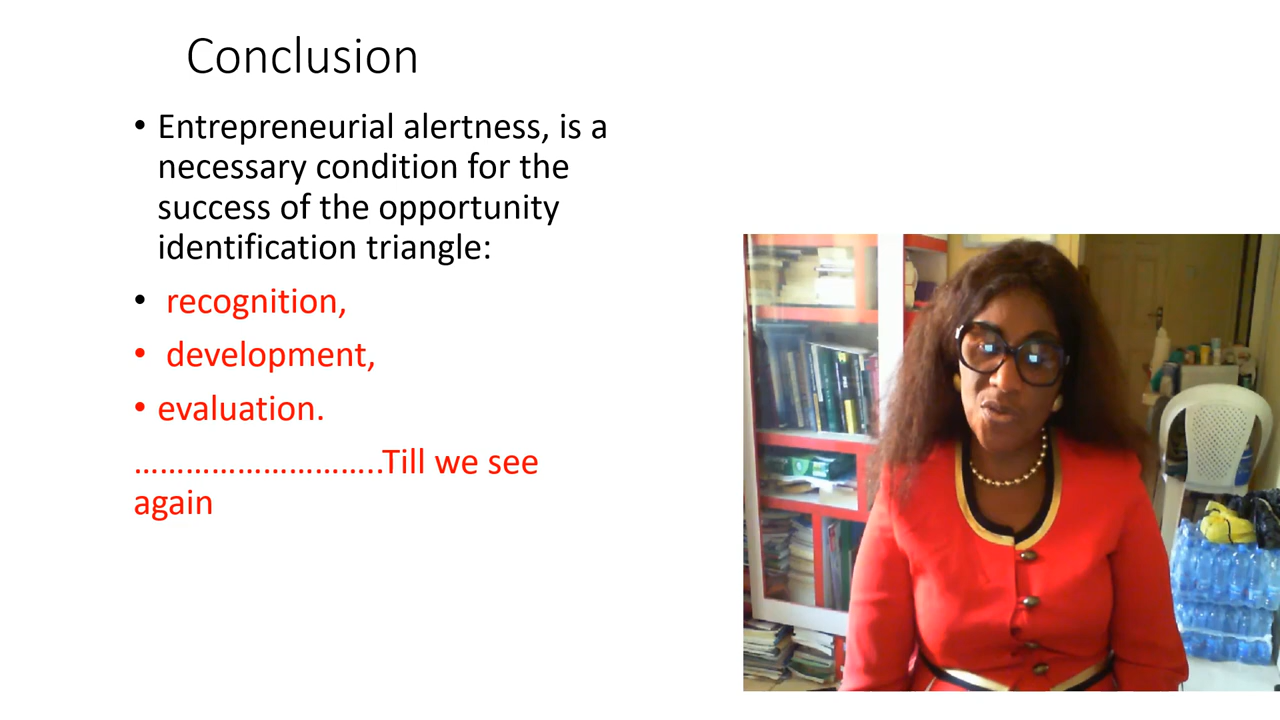 Conclusion
• Entrepreneurial alertness, is a
necessary condition for the
success of the opportunity
identification triangle:
• recognition,
• development,
• evaluation.
………………………..Till we see
again